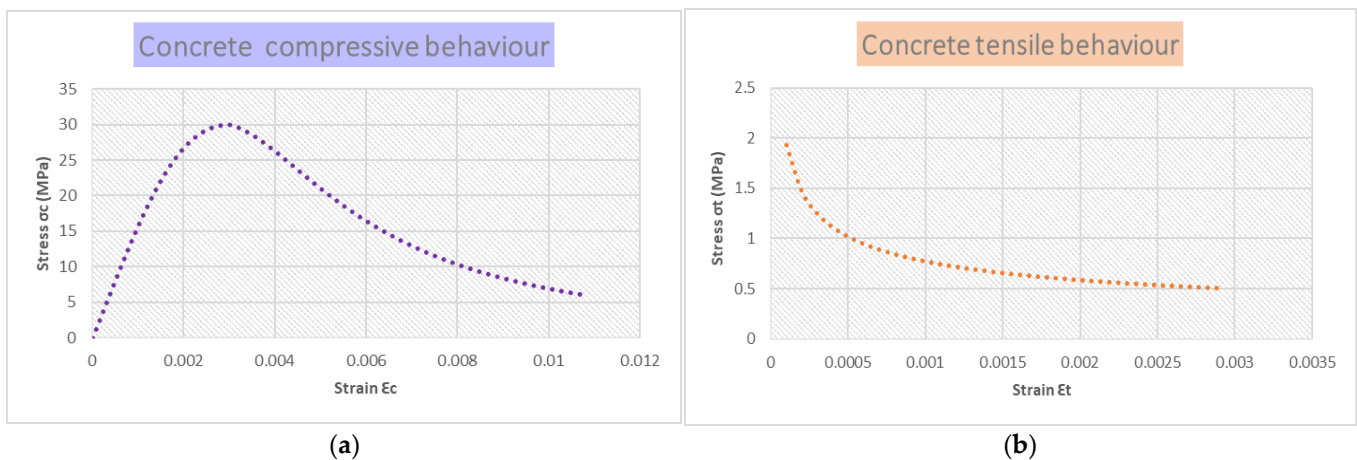 Concrete compressive behaviour
35
30
25
20
15
10
5
0
Stress σc (MPa)
0 0.002 0.004 0.006 0.008 0.01 0.012
Strain Ɛc
(a)
Concrete tensile behaviour
2.5
2
1.5
1
0.5
0
Stress σt (MPa)
0 0.0005 0.001 0.0015 0.002 0.0025 0.003 0.0035
Strain Ɛt
(b)